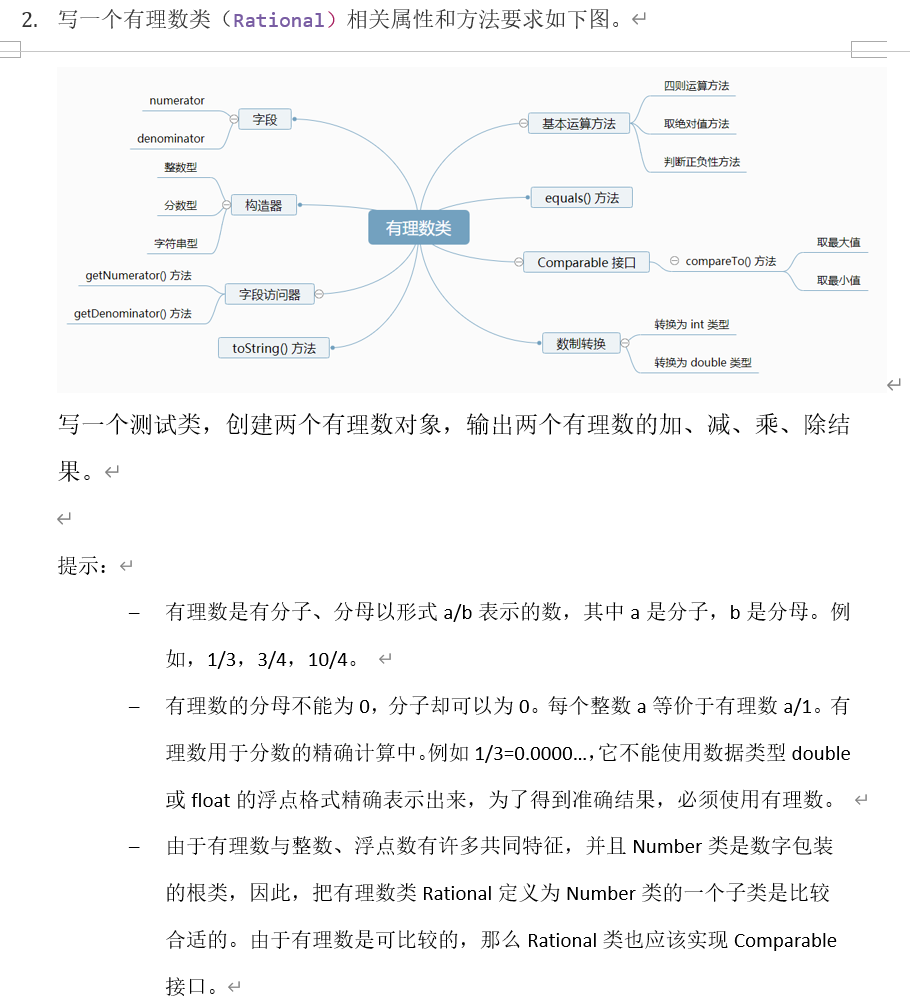 2. 写一个有理数类（Rational）相关属性和方法要求如下图。
numerator
字段
denominator
整数型
分数型
构造器
字符串型
getNumerator() 方法
字段访问器
getDenominator() 方法
toString() 方法
有理数类
四则运算方法
基本运算方法
取绝对值方法
判断正负性方法
equals() 方法
取最大值
Comparable 接口
compareTo() 方法
取最小值
转换为 int 类型
数制转换
转换为 double 类型
写一个测试类，创建两个有理数对象，输出两个有理数的加、减、乘、除结
果。
提示：
– 有理数是有分子、分母以形式 a/b 表示的数，其中 a 是分子，b 是分母。例
如，1/3，3/4，10/4。
– 有理数的分母不能为 0，分子却可以为 0。每个整数 a 等价于有理数 a/1。有
理数用于分数的精确计算中。例如 1/3=0.0000…，它不能使用数据类型 double
或 float 的浮点格式精确表示出来，为了得到准确结果，必须使用有理数。
– 由于有理数与整数、浮点数有许多共同特征，并且 Number 类是数字包装
的根类，因此，把有理数类 Rational 定义为 Number 类的一个子类是比较
合适的。由于有理数是可比较的，那么 Rational 类也应该实现 Comparable
接口。